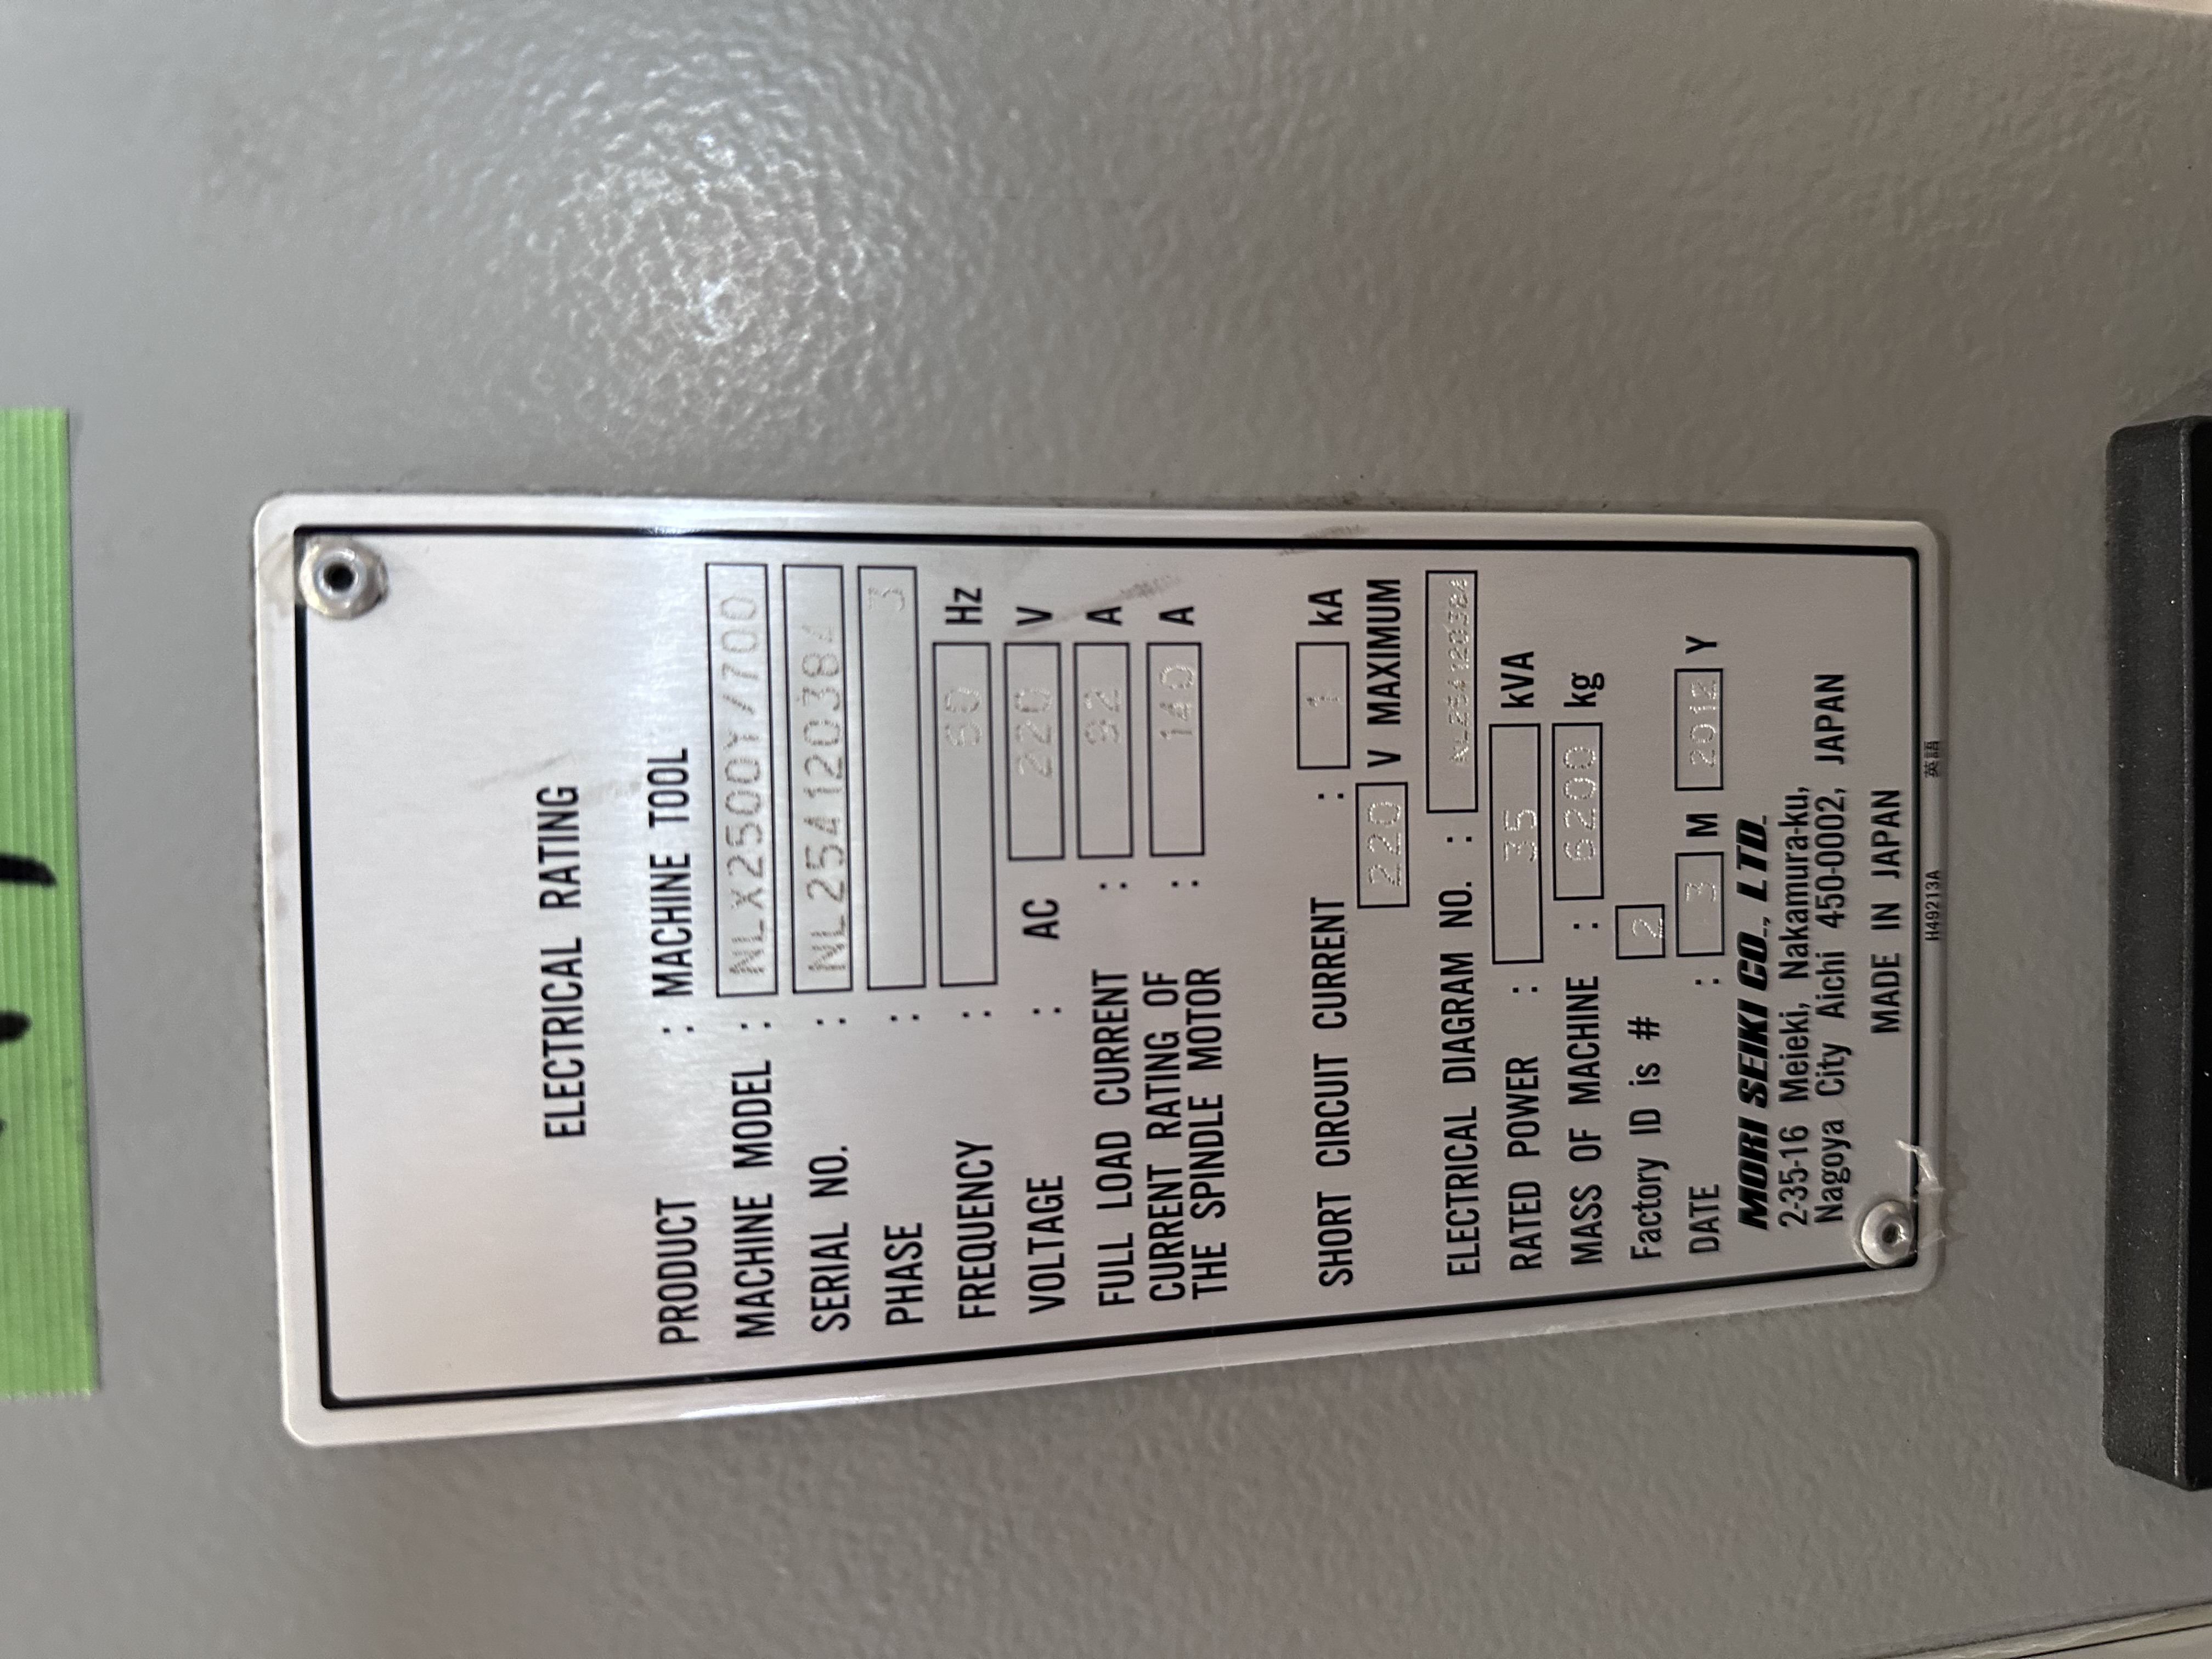 ELECTRICAL RATING
PRODUCT : MACHINE TOOL
MACHINE MODEL : NLX2500Y/700
SERIAL NO. : NL254120384
PHASE : 3
FREQUENCY : 60 Hz
VOLTAGE : AC 220 V
FULL LOAD CURRENT : 92 A
CURRENT RATING OF
THE SPINDLE MOTOR : 140 A
SHORT CIRCUIT CURRENT : 1 kA
220 V MAXIMUM
ELECTRICAL DIAGRAM NO. : NL254120384
RATED POWER : 35 kVA
MASS OF MACHINE : 6200 kg
Factory ID is # 2
DATE : 3 M 2012 Y
MORI SEIKI CO., LTD.
2-35-16 Meieki, Nakamura-ku,
Nagoya City Aichi 450-0002, JAPAN
MADE IN JAPAN
H49213A 英語